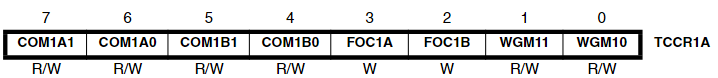 7 6 5 4 3 2 1 0
COM1A1 COM1A0 COM1B1 COM1B0 FOC1A FOC1B WGM11 WGM10 TCCR1A
R/W R/W R/W R/W W W R/W R/W